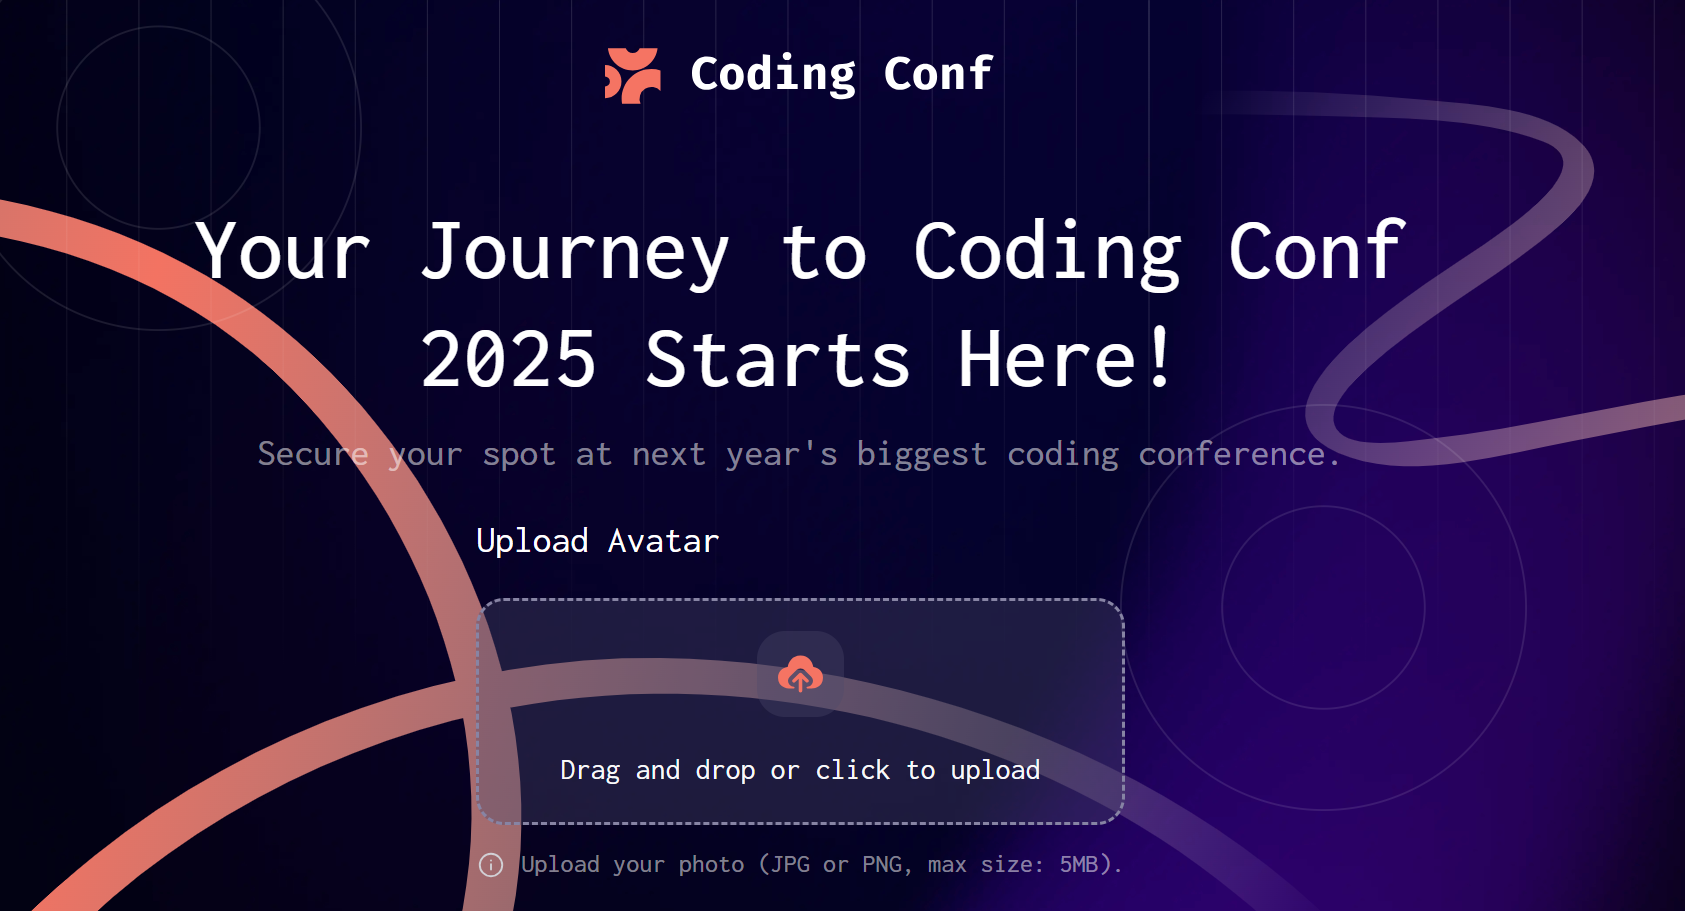 Coding Conf
Your Journey to Coding Conf
2025 Starts Here!
Secure your spot at next year's biggest coding conference.
Upload Avatar
Drag and drop or click to upload
Upload your photo (JPG or PNG, max size: 5MB).